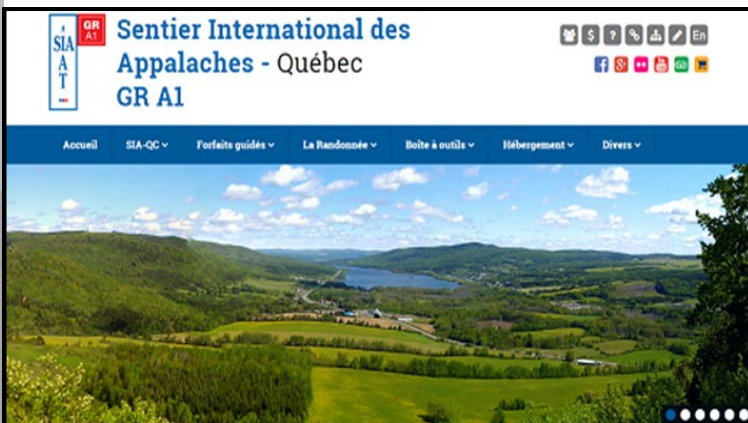 SIA
A
T
GR
A1
Sentier International des
Appalaches - Québec
GR A1
$ ? En
Accueil SIA-QC Forfaits guidés La Randonnée Boîte à outils Hébergement Divers